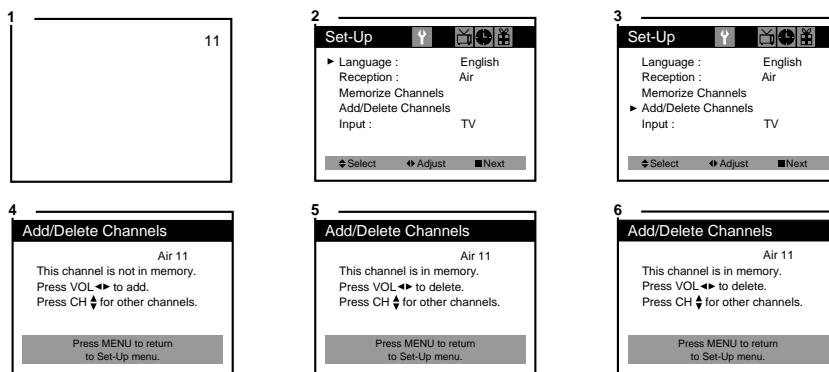 1
11
2
Set-Up
► Language : English
Reception : Air
Memorize Channels
Add/Delete Channels
Input : TV
Select Adjust Next
3
Set-Up
Language : English
Reception : Air
Memorize Channels
► Add/Delete Channels
Input : TV
Select Adjust Next
4
Add/Delete Channels
Air 11
This channel is not in memory.
Press VOL◄► to add.
Press CH▲▼ for other channels.
Press MENU to return
to Set-Up menu.
5
Add/Delete Channels
Air 11
This channel is in memory.
Press VOL◄► to delete.
Press CH▲▼ for other channels.
Press MENU to return
to Set-Up menu.
6
Add/Delete Channels
Air 11
This channel is in memory.
Press VOL◄► to delete.
Press CH▲▼ for other channels.
Press MENU to return
to Set-Up menu.